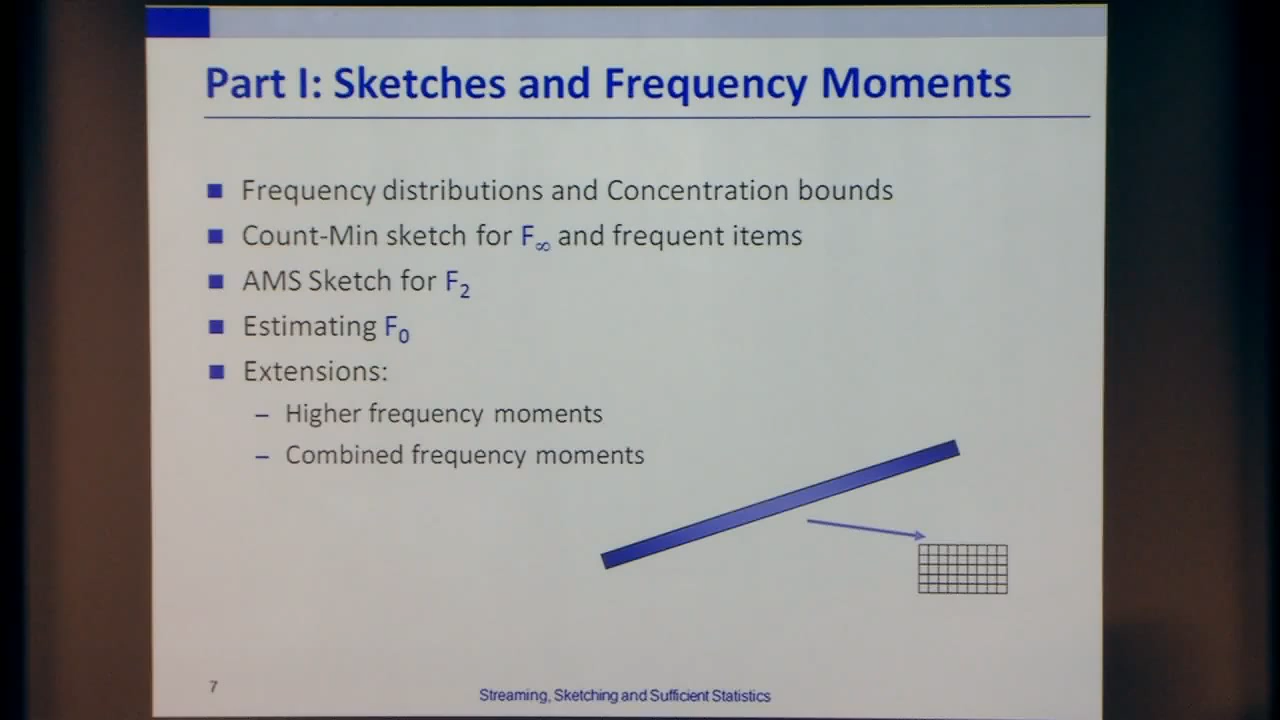 Part I: Sketches and Frequency Moments
■ Frequency distributions and Concentration bounds
■ Count-Min sketch for F∞ and frequent items
■ AMS Sketch for F₂
■ Estimating F₀
■ Extensions:
– Higher frequency moments
– Combined frequency moments
7
Streaming, Sketching and Sufficient Statistics